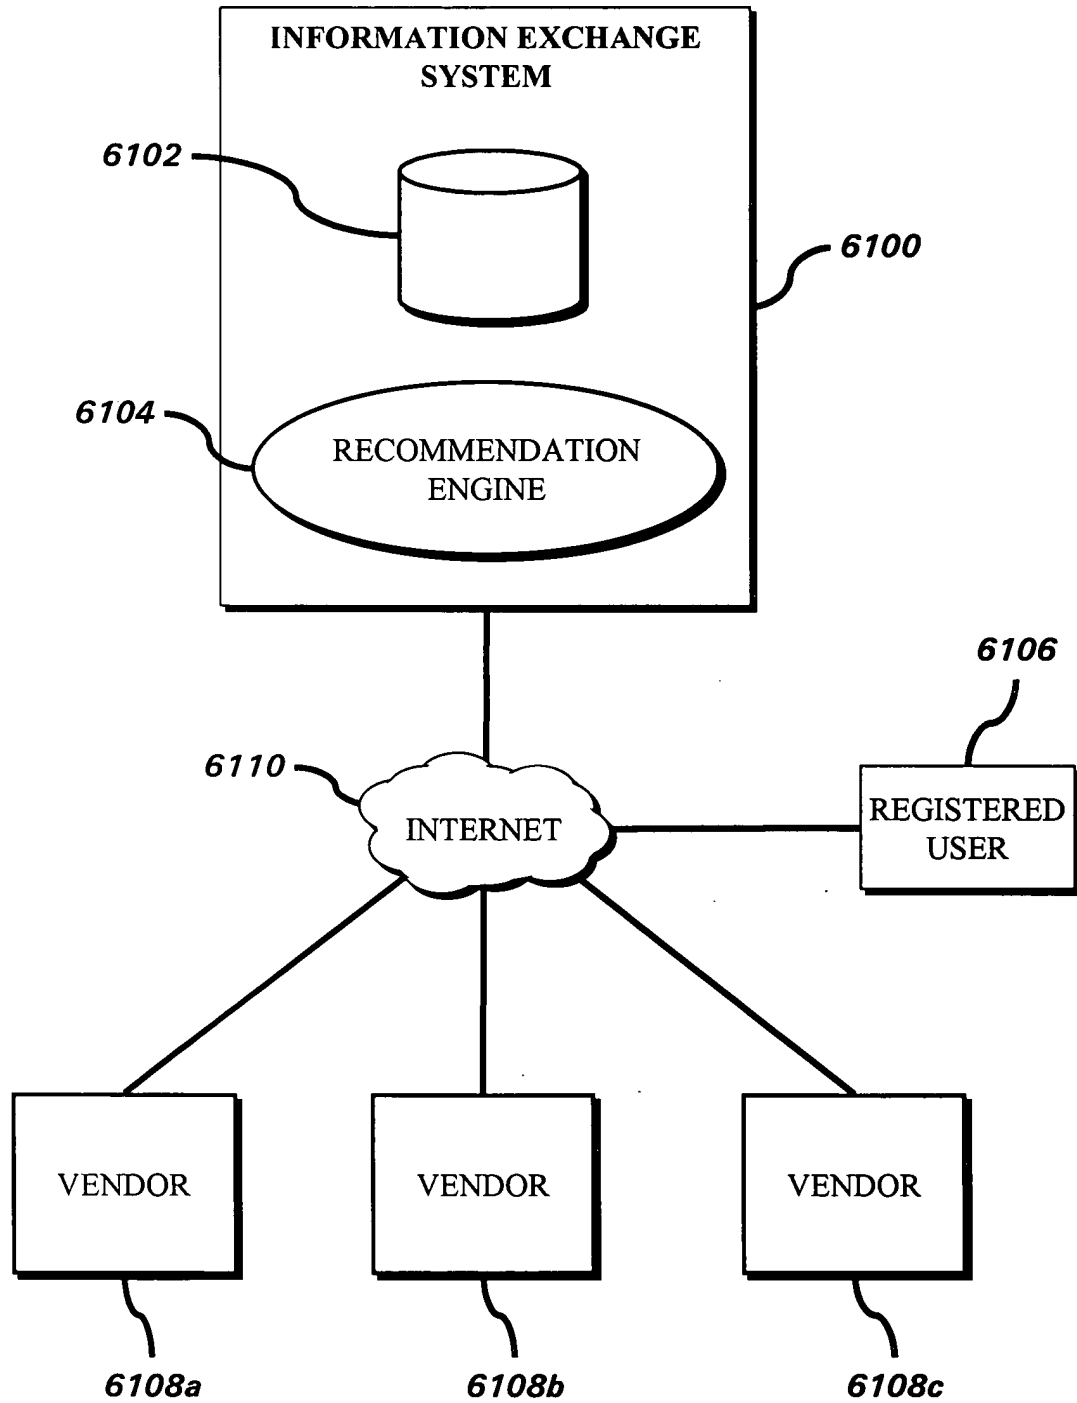 INFORMATION EXCHANGE
SYSTEM
6102
6100
6104
RECOMMENDATION
ENGINE
6106
6110
INTERNET
REGISTERED
USER
VENDOR
VENDOR
VENDOR
6108a
6108b
6108c